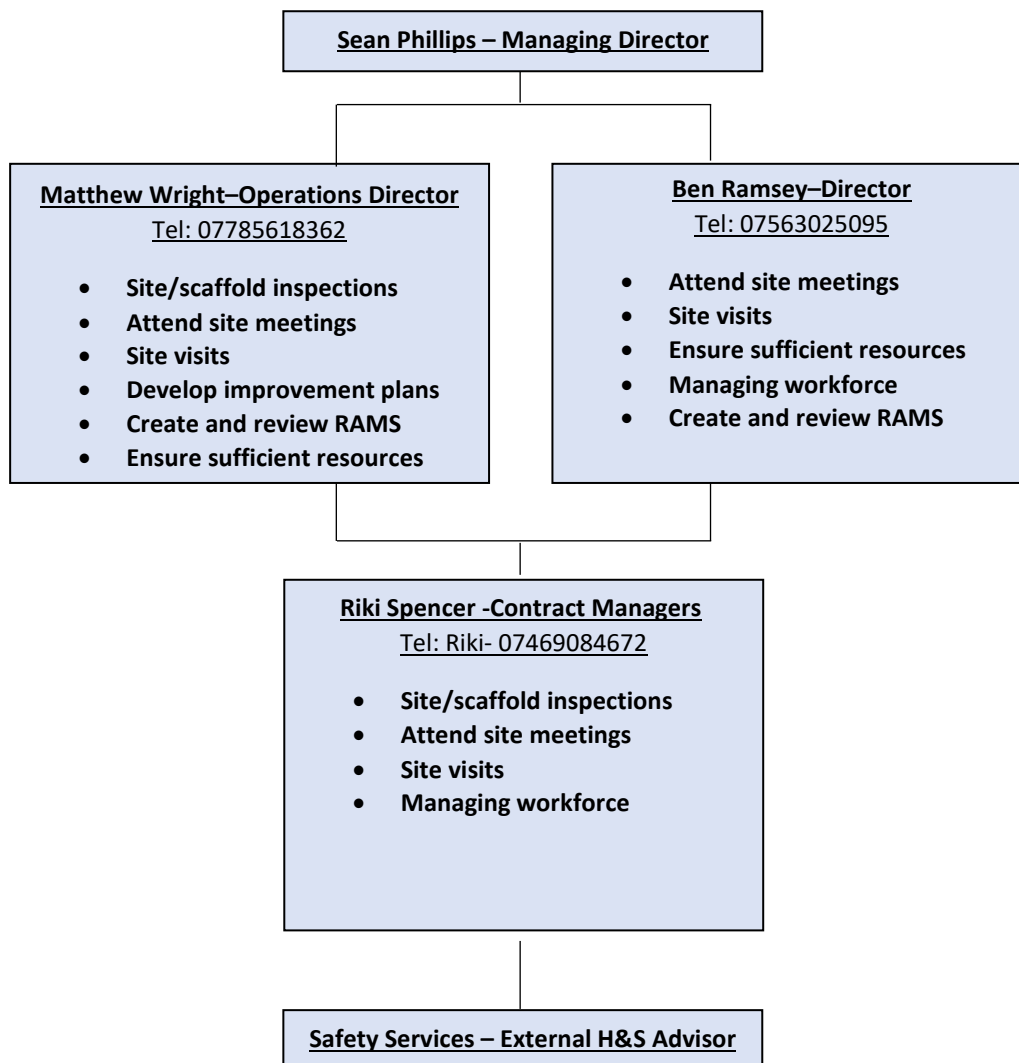 Sean Phillips – Managing Director
Matthew Wright–Operations Director
Tel: 07785618362
• Site/scaffold inspections
• Attend site meetings
• Site visits
• Develop improvement plans
• Create and review RAMS
• Ensure sufficient resources
Ben Ramsey–Director
Tel: 07563025095
• Attend site meetings
• Site visits
• Ensure sufficient resources
• Managing workforce
• Create and review RAMS
Riki Spencer -Contract Managers
Tel: Riki- 07469084672
• Site/scaffold inspections
• Attend site meetings
• Site visits
• Managing workforce
Safety Services – External H&S Advisor